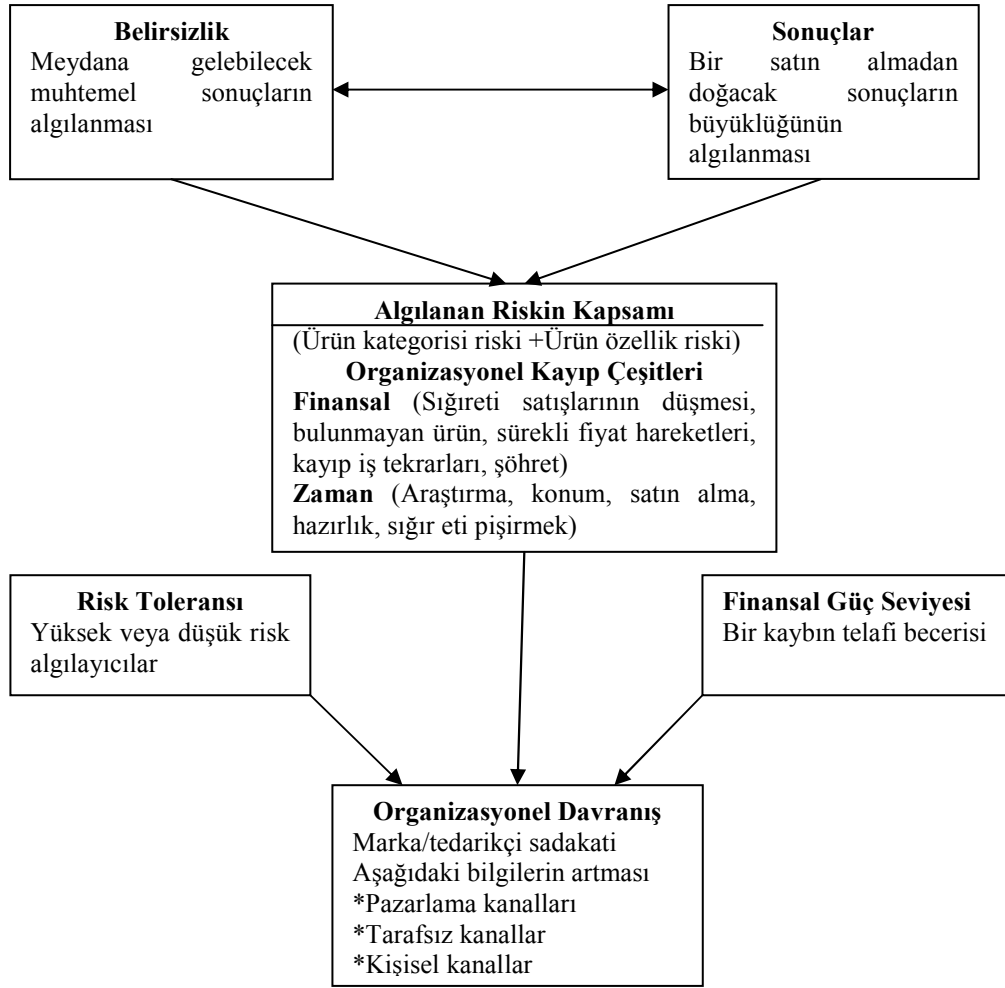 Belirsizlik
Meydana gelebilecek
muhtemel sonuçların
algılanması
Sonuçlar
Bir satın almadan
doğacak sonuçların
büyüklüğünün
algılanması
Algılanan Riskin Kapsamı
(Ürün kategorisi riski +Ürün özellik riski)
Organizasyonel Kayıp Çeşitleri
Finansal (Sığıreti satışlarının düşmesi,
bulunmayan ürün, sürekli fiyat hareketleri,
kayıp iş tekrarları, şöhret)
Zaman (Araştırma, konum, satın alma,
hazırlık, sığır eti pişirmek)
Risk Toleransı
Yüksek veya düşük risk
algılayıcılar
Finansal Güç Seviyesi
Bir kaybın telafi becerisi
Organizasyonel Davranış
Marka/tedarikçi sadakati
Aşağıdaki bilgilerin artması
*Pazarlama kanalları
*Tarafsız kanallar
*Kişisel kanallar